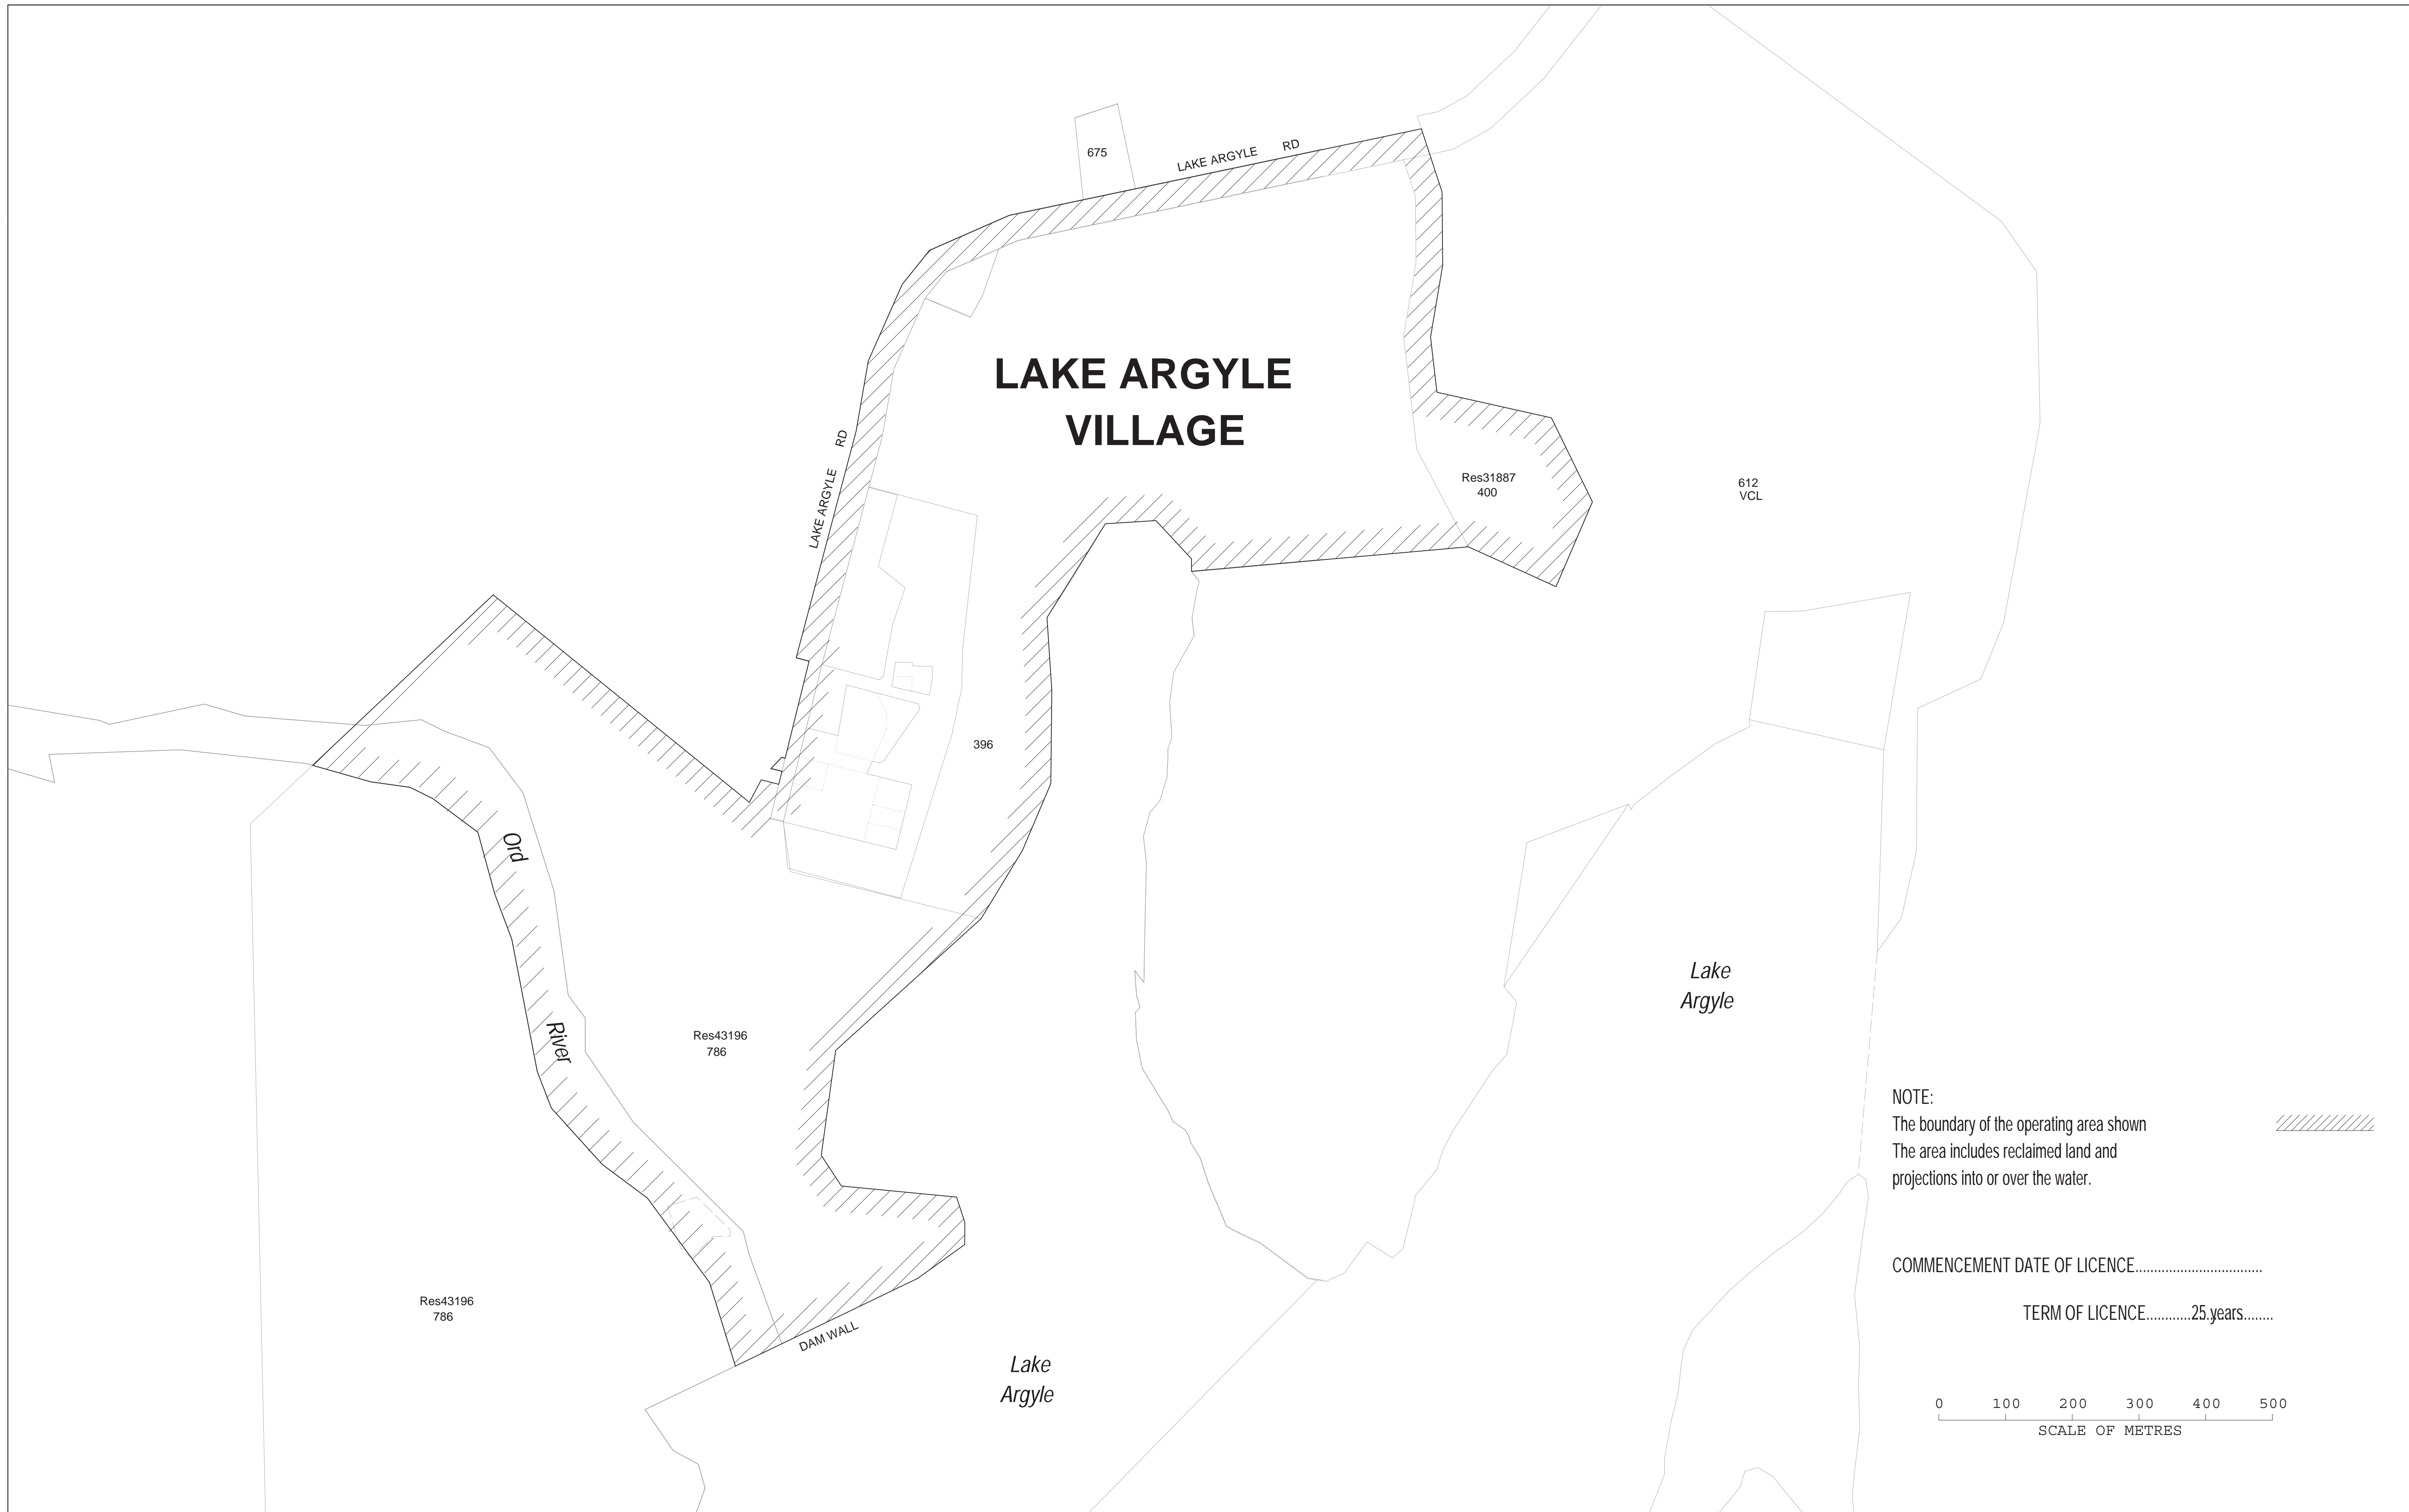 675
LAKE ARGYLE RD
LAKE ARGYLE
VILLAGE
LAKE ARGYLE RD
Res31887
400
612
VCL
396
Ord
River
Lake
Argyle
Res43196
786
NOTE:
The boundary of the operating area shown
The area includes reclaimed land and
projections into or over the water.
COMMENCEMENT DATE OF LICENCE..................................
TERM OF LICENCE............25 years........
Res43196
786
DAM WALL
Lake
Argyle
0 100 200 300 400 500
SCALE OF METRES